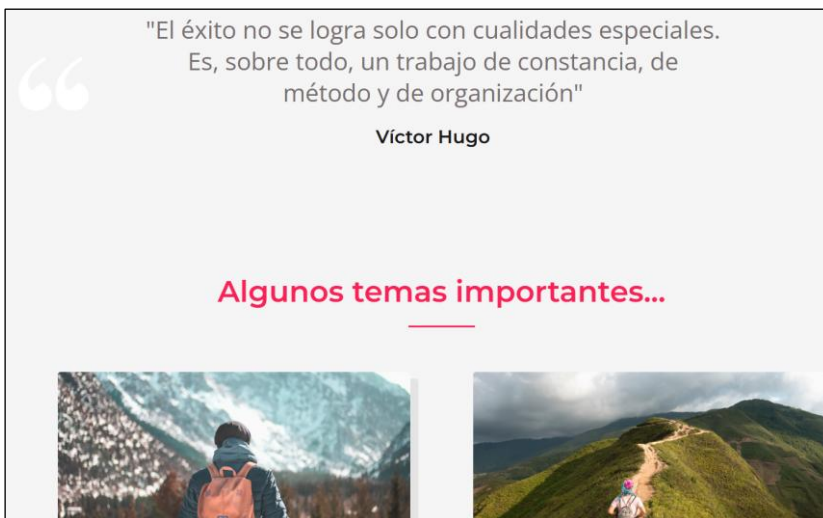 "El éxito no se logra solo con cualidades especiales.
Es, sobre todo, un trabajo de constancia, de
método y de organización"
Víctor Hugo
Algunos temas importantes...